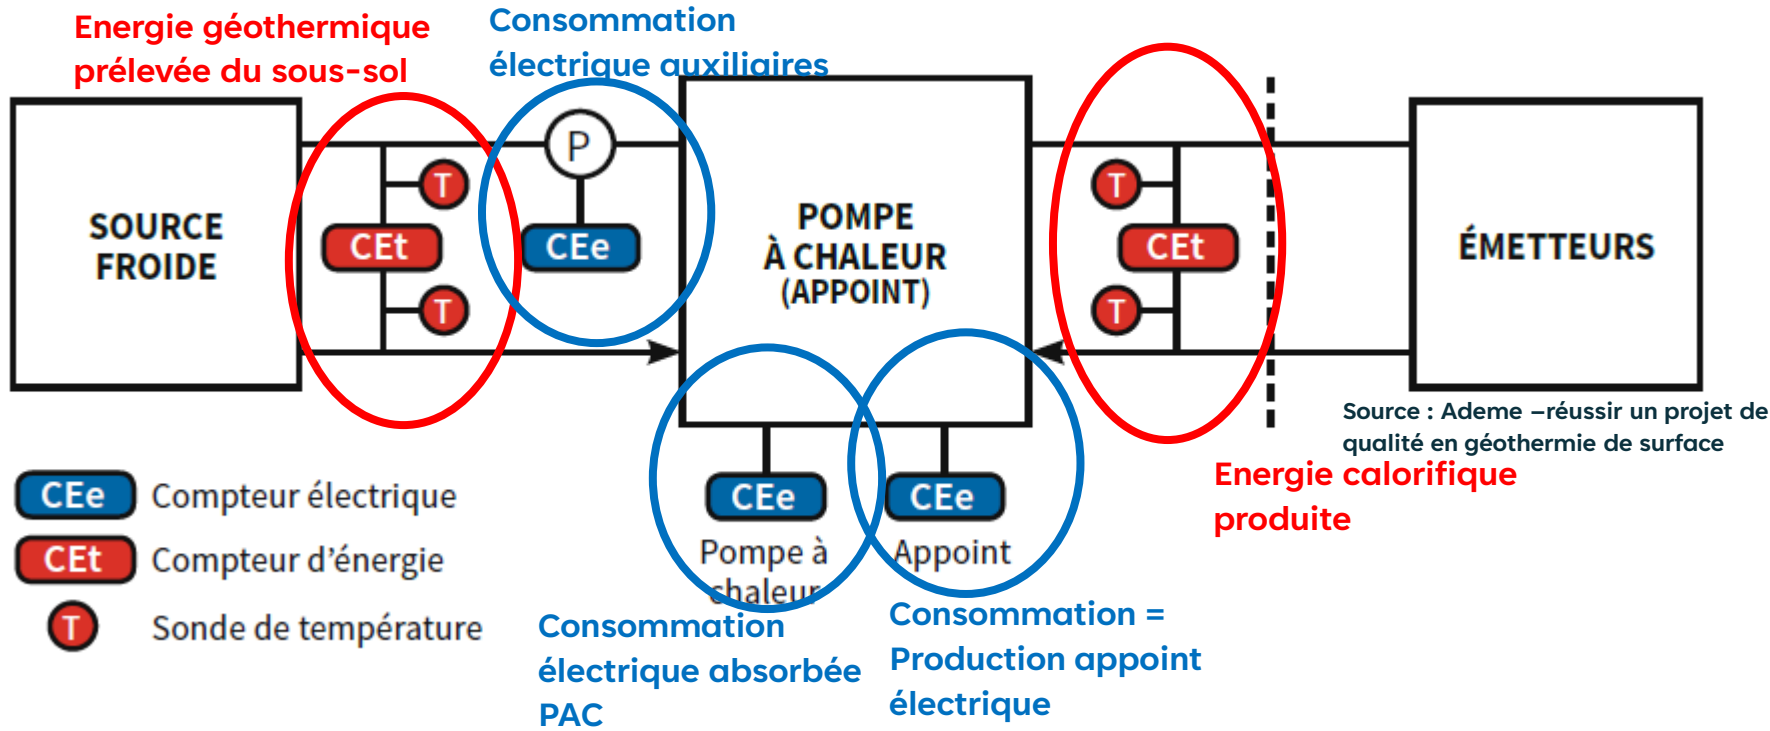 Energie géothermique
prélevée du sous-sol
Consommation
électrique auxiliaires
SOURCE
FROIDE
T
CEt
T
P
CEe
POMPE
À CHALEUR
(APPOINT)
T
CEt
T
ÉMETTEURS
Source : Ademe –réussir un projet de
qualité en géothermie de surface
Energie calorifique
produite
CEe
Pompe à
chaleur
CEe
Appoint
Consommation
électrique absorbée
PAC
Consommation =
Production appoint
électrique
CEe Compteur électrique
CEt Compteur d’énergie
T Sonde de température